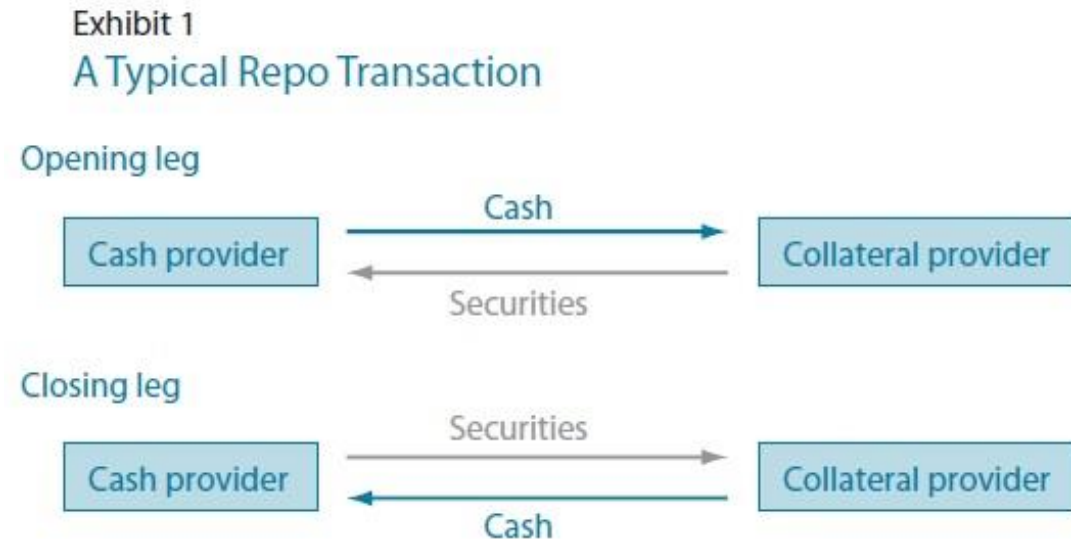 Exhibit 1
A Typical Repo Transaction
Opening leg
Cash
Cash provider
Collateral provider
Securities
Closing leg
Securities
Cash provider
Collateral provider
Cash